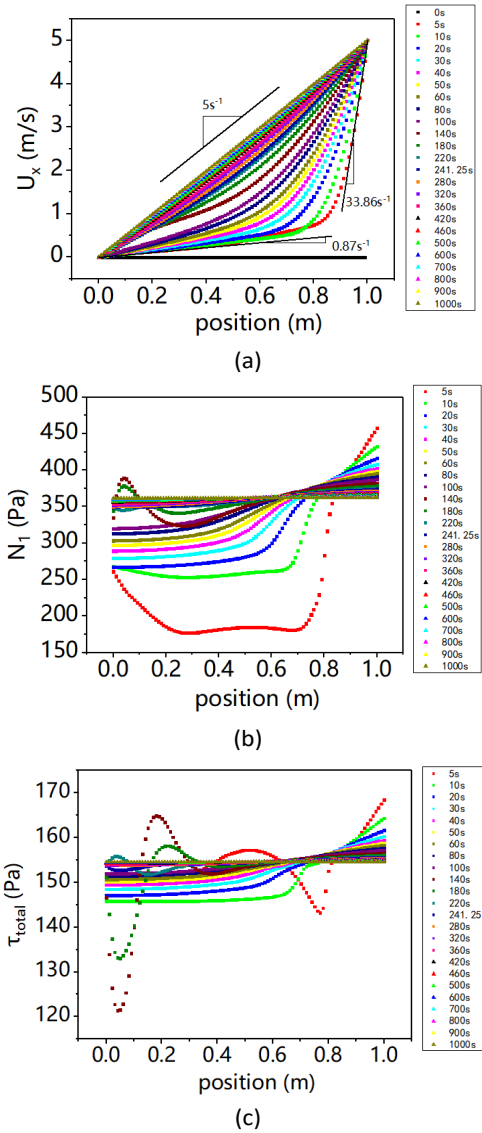 5
4
3
2
1
0
U_x (m/s)
5s⁻¹
33.86s⁻¹
0.87s⁻¹
0.0 0.2 0.4 0.6 0.8 1.0
position (m)
0s
5s
10s
20s
30s
40s
50s
60s
80s
100s
140s
180s
220s
241. 25s
280s
320s
360s
420s
460s
500s
600s
700s
800s
900s
1000s
(a)
500
450
400
350
300
250
200
150
N₁ (Pa)
0.0 0.2 0.4 0.6 0.8 1.0
position (m)
5s
10s
20s
30s
40s
50s
60s
80s
100s
140s
180s
220s
241. 25s
280s
320s
360s
420s
460s
500s
600s
700s
800s
900s
1000s
(b)
170
160
150
140
130
120
τ_total (Pa)
0.0 0.2 0.4 0.6 0.8 1.0
position (m)
5s
10s
20s
30s
40s
50s
60s
80s
100s
140s
180s
220s
241. 25
280s
320s
360s
420s
460s
500s
600s
700s
800s
900s
1000s
(c)